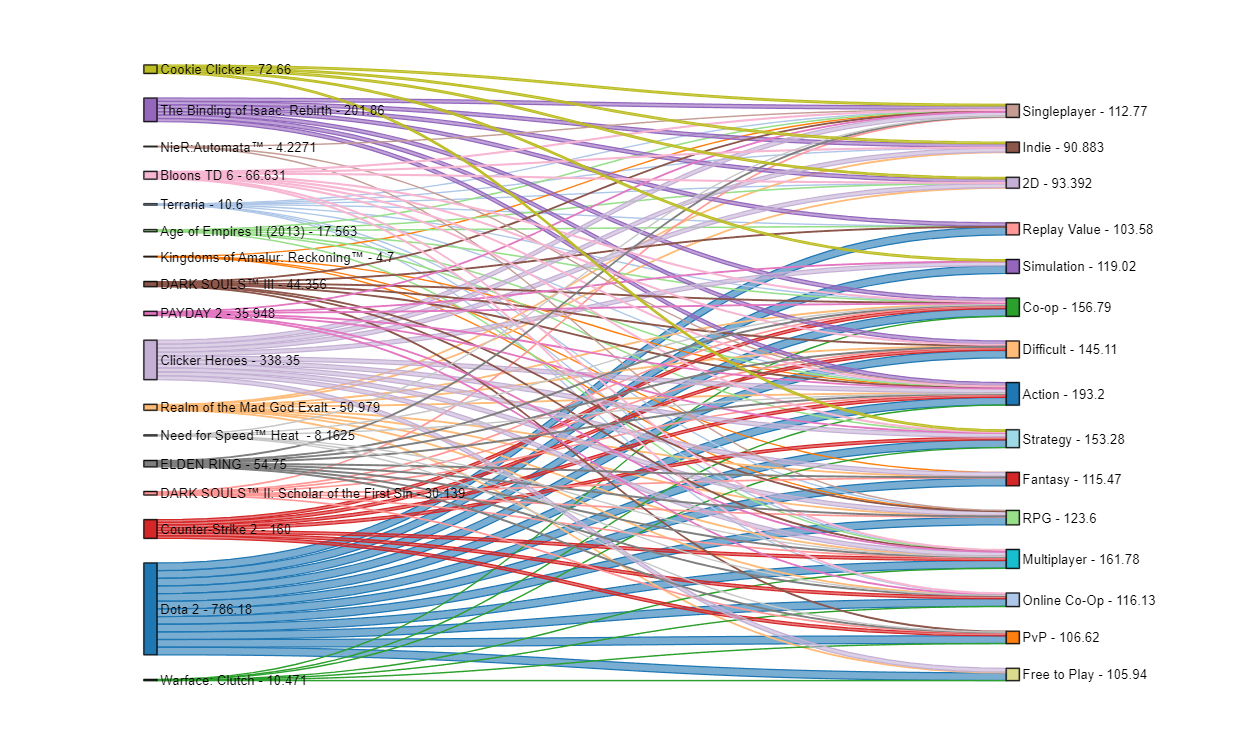 Cookie Clicker - 72.66
The Binding of Isaac: Rebirth - 201.86
NieR:Automata™ - 4.2271
Bloons TD 6 - 66.631
Terraria - 10.6
Age of Empires II (2013) - 17.563
Kingdoms of Amalur: Reckoning™ - 4.7
DARK SOULS™ III - 44.356
PAYDAY 2 - 35.948
Clicker Heroes - 338.35
Realm of the Mad God Exalt - 50.979
Need for Speed™ Heat - 8.1625
ELDEN RING - 54.75
DARK SOULS™ II: Scholar of the First Sin - 30.139
Counter-Strike 2 - 160
Dota 2 - 786.18
Warface: Clutch - 10.471
Singleplayer - 112.77
Indie - 90.883
2D - 93.392
Replay Value - 103.58
Simulation - 119.02
Co-op - 156.79
Difficult - 145.11
Action - 193.2
Strategy - 153.28
Fantasy - 115.47
RPG - 123.6
Multiplayer - 161.78
Online Co-Op - 116.13
PvP - 106.62
Free to Play - 105.94